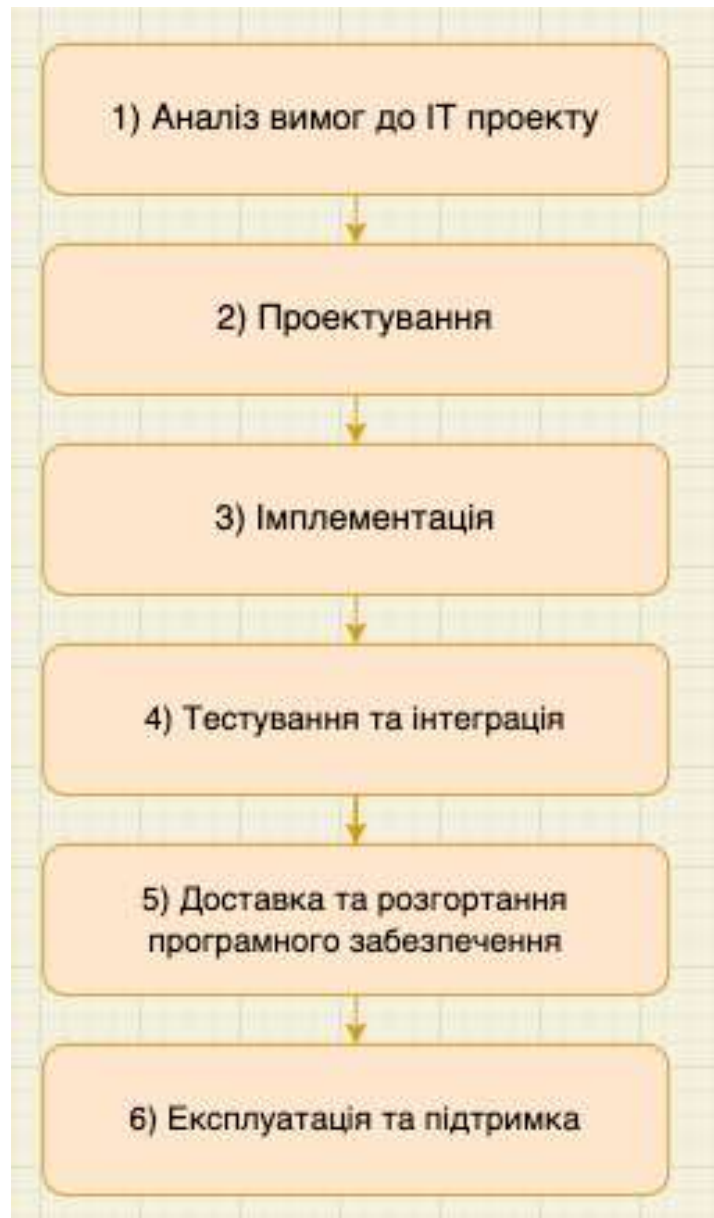 1) Аналіз вимог до ІТ проекту
2) Проектування
3) Імплементація
4) Тестування та інтеграція
5) Доставка та розгортання
програмного забезпечення
6) Експлуатація та підтримка